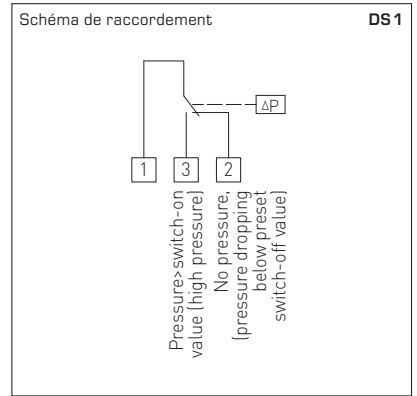 Schéma de raccordement DS1
ΔP
1 3 2
Pressure>switch-on
value (high pressure)
No pressure,
(pressure dropping
below preset
switch-off value)